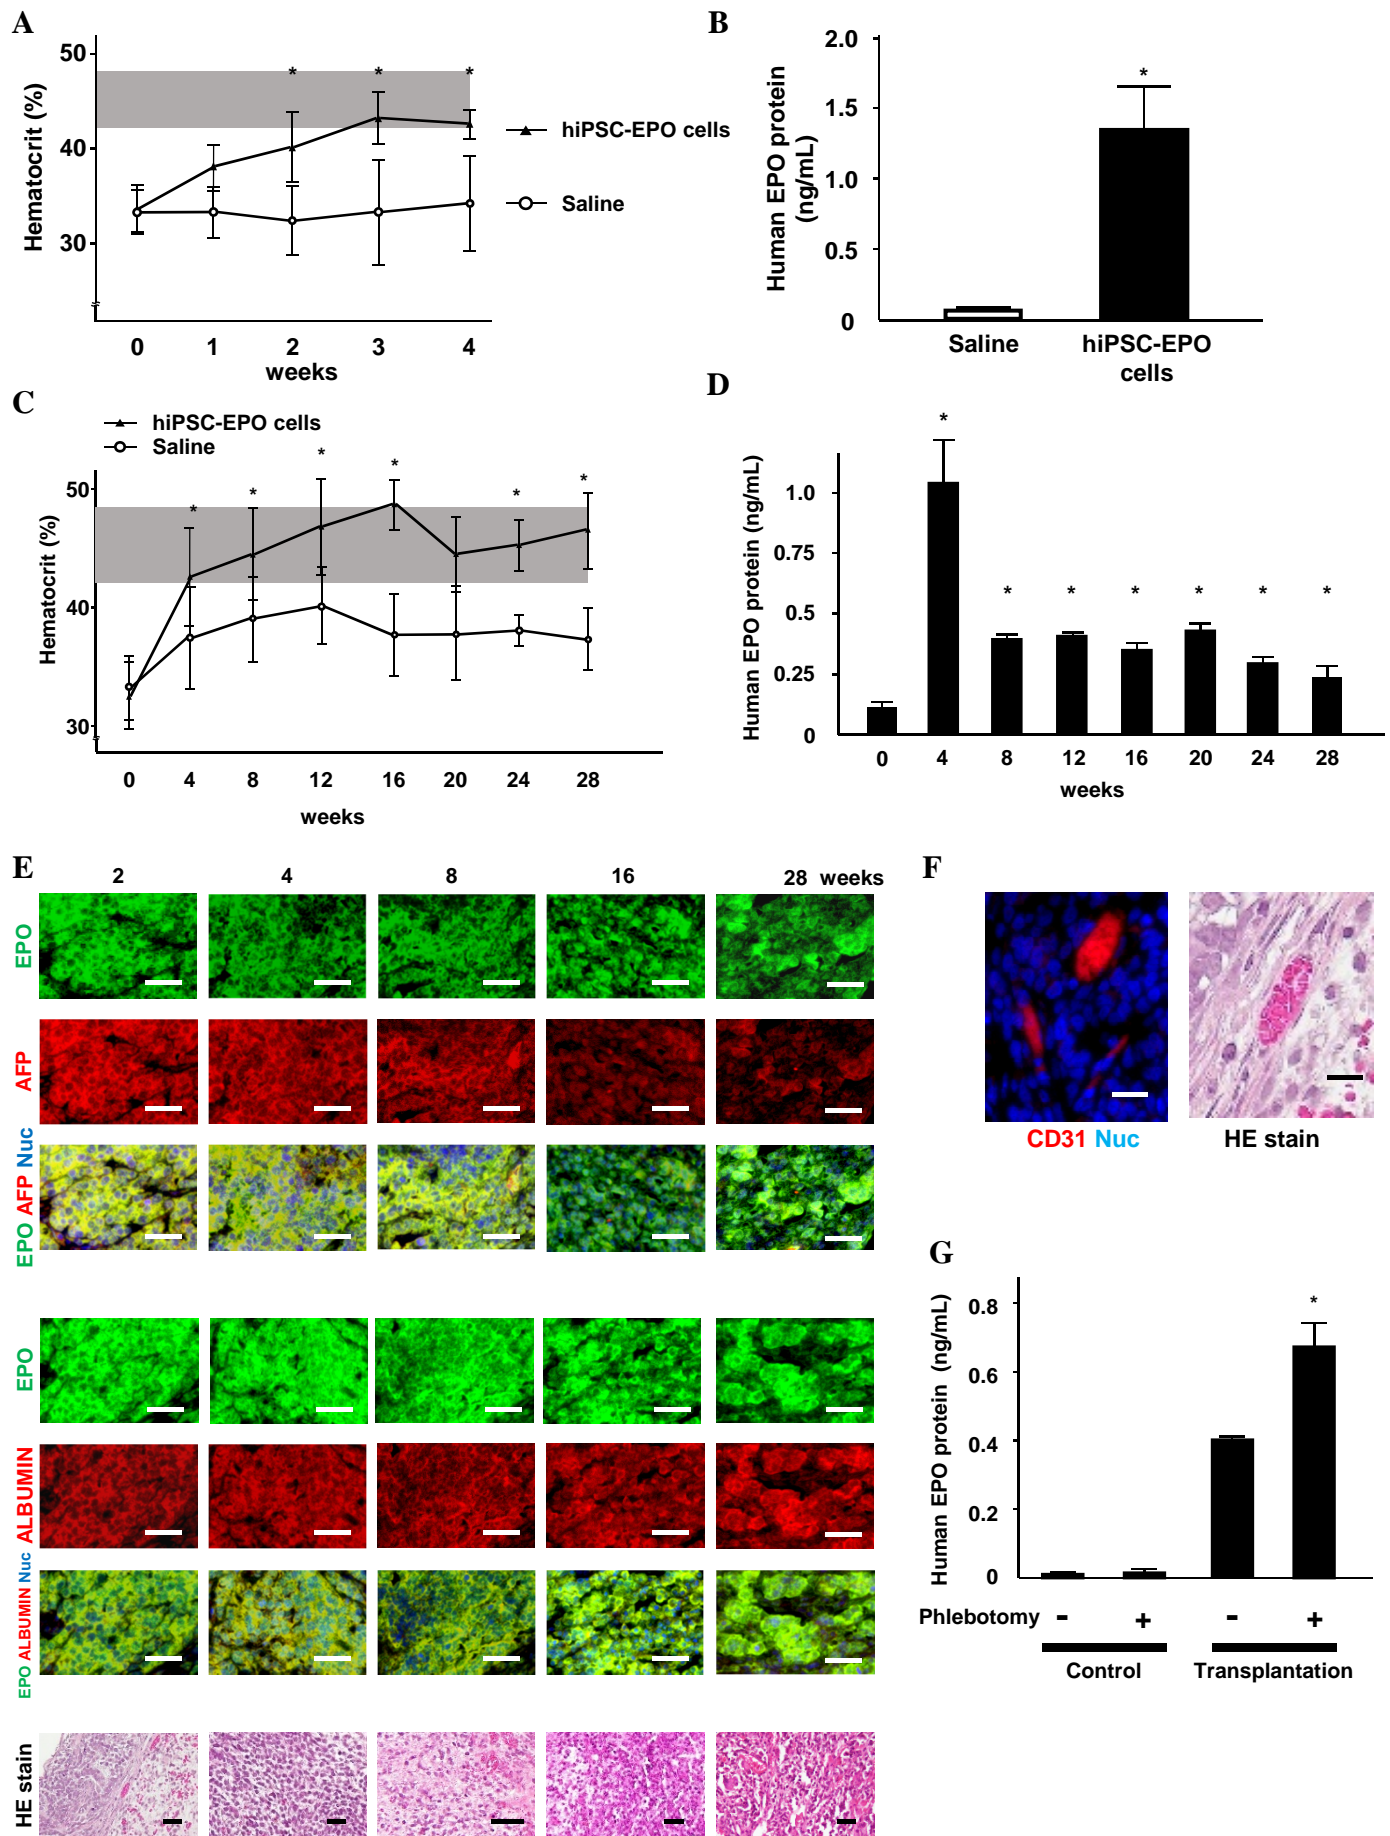 A
50
40
30
Hematocrit (%)
* * *
hiPSC-EPO cells
Saline
0 1 2 3 4
weeks
B
2.0
1.5
1.0
0.5
0
Human EPO protein
(ng/mL)
*
Saline hiPSC-EPO
cells
C
hiPSC-EPO cells
Saline
50
40
30
Hematocrit (%)
* * * * * *
0 4 8 12 16 20 24 28
weeks
D
1.0
0.75
0.5
0.25
0
Human EPO protein (ng/mL)
* * * * * * *
0 4 8 12 16 20 24 28
weeks
E
2 4 8 16 28 weeks
EPO
AFP
EPO AFP Nuc
EPO
ALBUMIN
EPO ALBUMIN Nuc
HE stain
F
CD31 Nuc
HE stain
G
0.8
0.6
0.4
0.2
0
Human EPO protein (ng/mL)
*
Phlebotomy - + - +
Control Transplantation